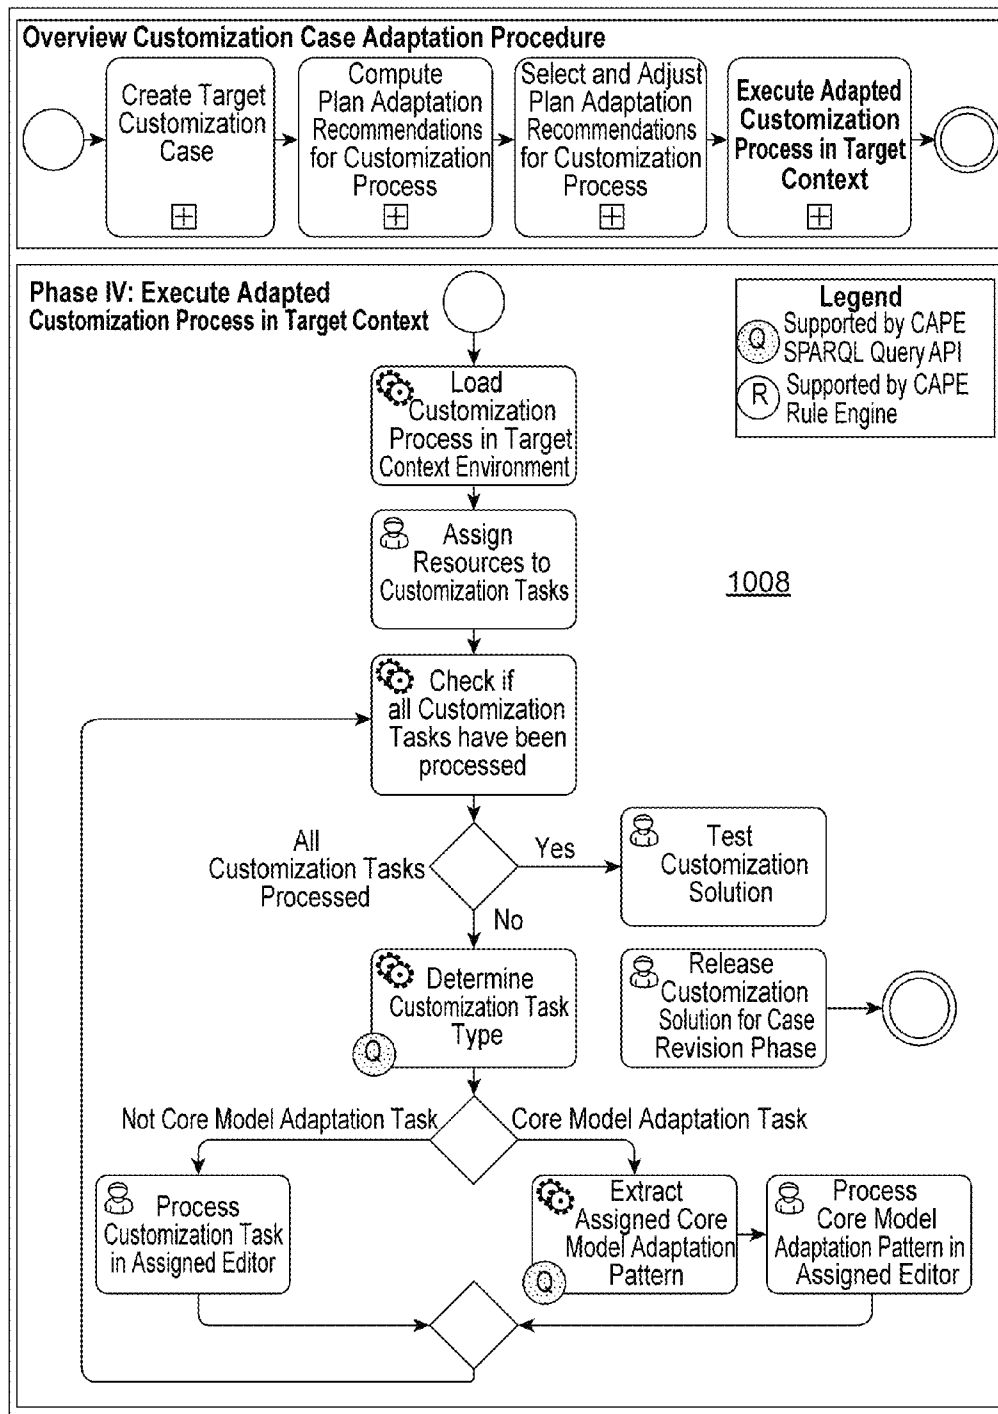 Overview Customization Case Adaptation Procedure
Create Target
Customization
Case
Compute
Plan Adaptation
Recommendations
for Customization
Process
Select and Adjust
Plan Adaptation
Recommendations
for Customization
Process
Execute Adapted
Customization
Process in Target
Context
Phase IV: Execute Adapted
Customization Process in Target Context
Legend
Q
Supported by CAPE
SPARQL Query API
R
Supported by CAPE
Rule Engine
Load
Customization
Process in Target
Context Environment
Assign
Resources to
Customization Tasks
1008
Check if
all Customization
Tasks have been
processed
All
Customization Tasks
Processed
Yes
Test
Customization
Solution
No
Determine
Customization Task
Type
Q
Release
Customization
Solution for Case
Revision Phase
Not Core Model Adaptation Task
Core Model Adaptation Task
Process
Customization Task
in Assigned Editor
Extract
Assigned Core
Model Adaptation
Pattern
Q
Process
Core Model
Adaptation Pattern in
Assigned Editor